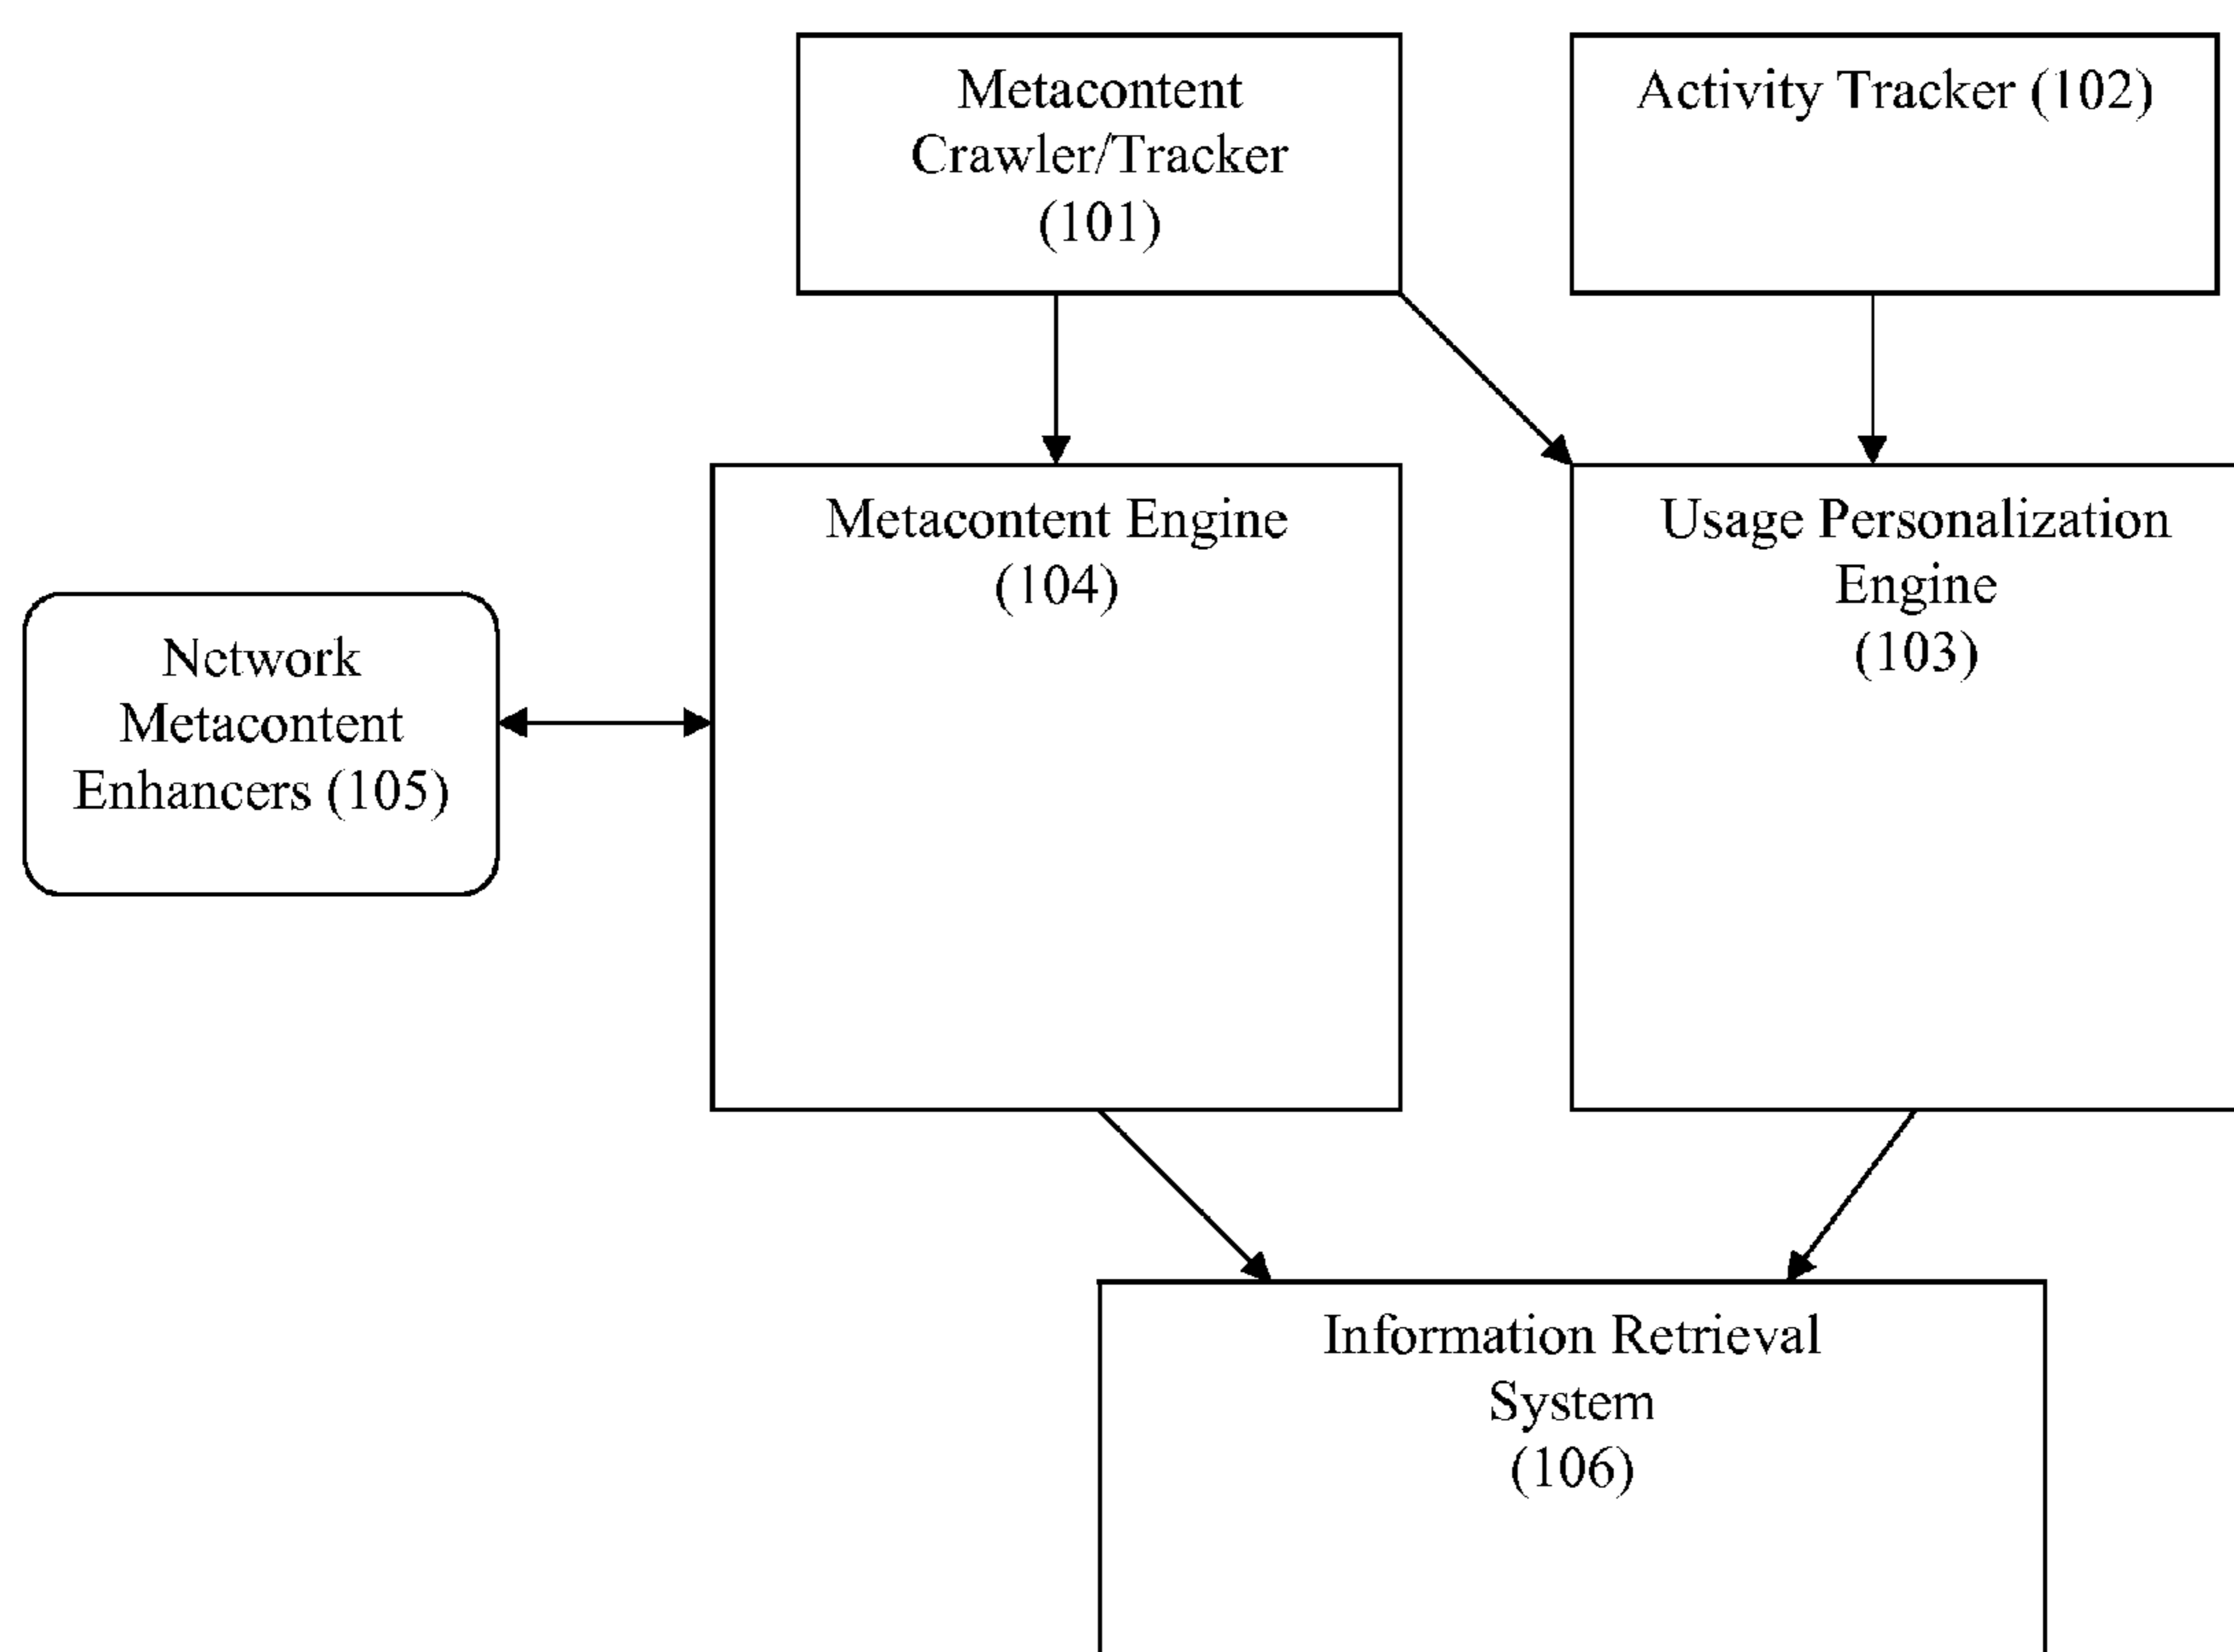 Metacontent
Crawler/Tracker
(101)
Activity Tracker (102)
Metacontent Engine
(104)
Usage Personalization
Engine
(103)
Network
Metacontent
Enhancers (105)
Information Retrieval
System
(106)